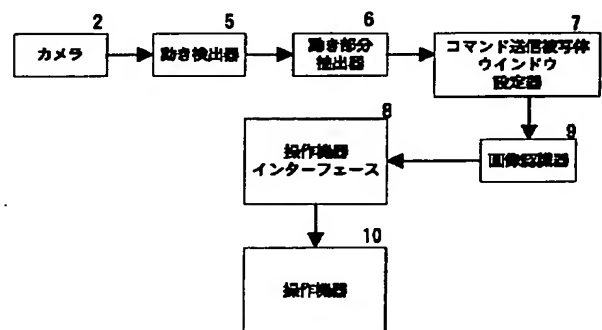 2
カメラ
5
動き検出器
6
動き部分
抽出器
7
コマンド送信被写体
ウインドウ
設定器
8
操作機器
インターフェース
9
画像認識器
10
操作機器